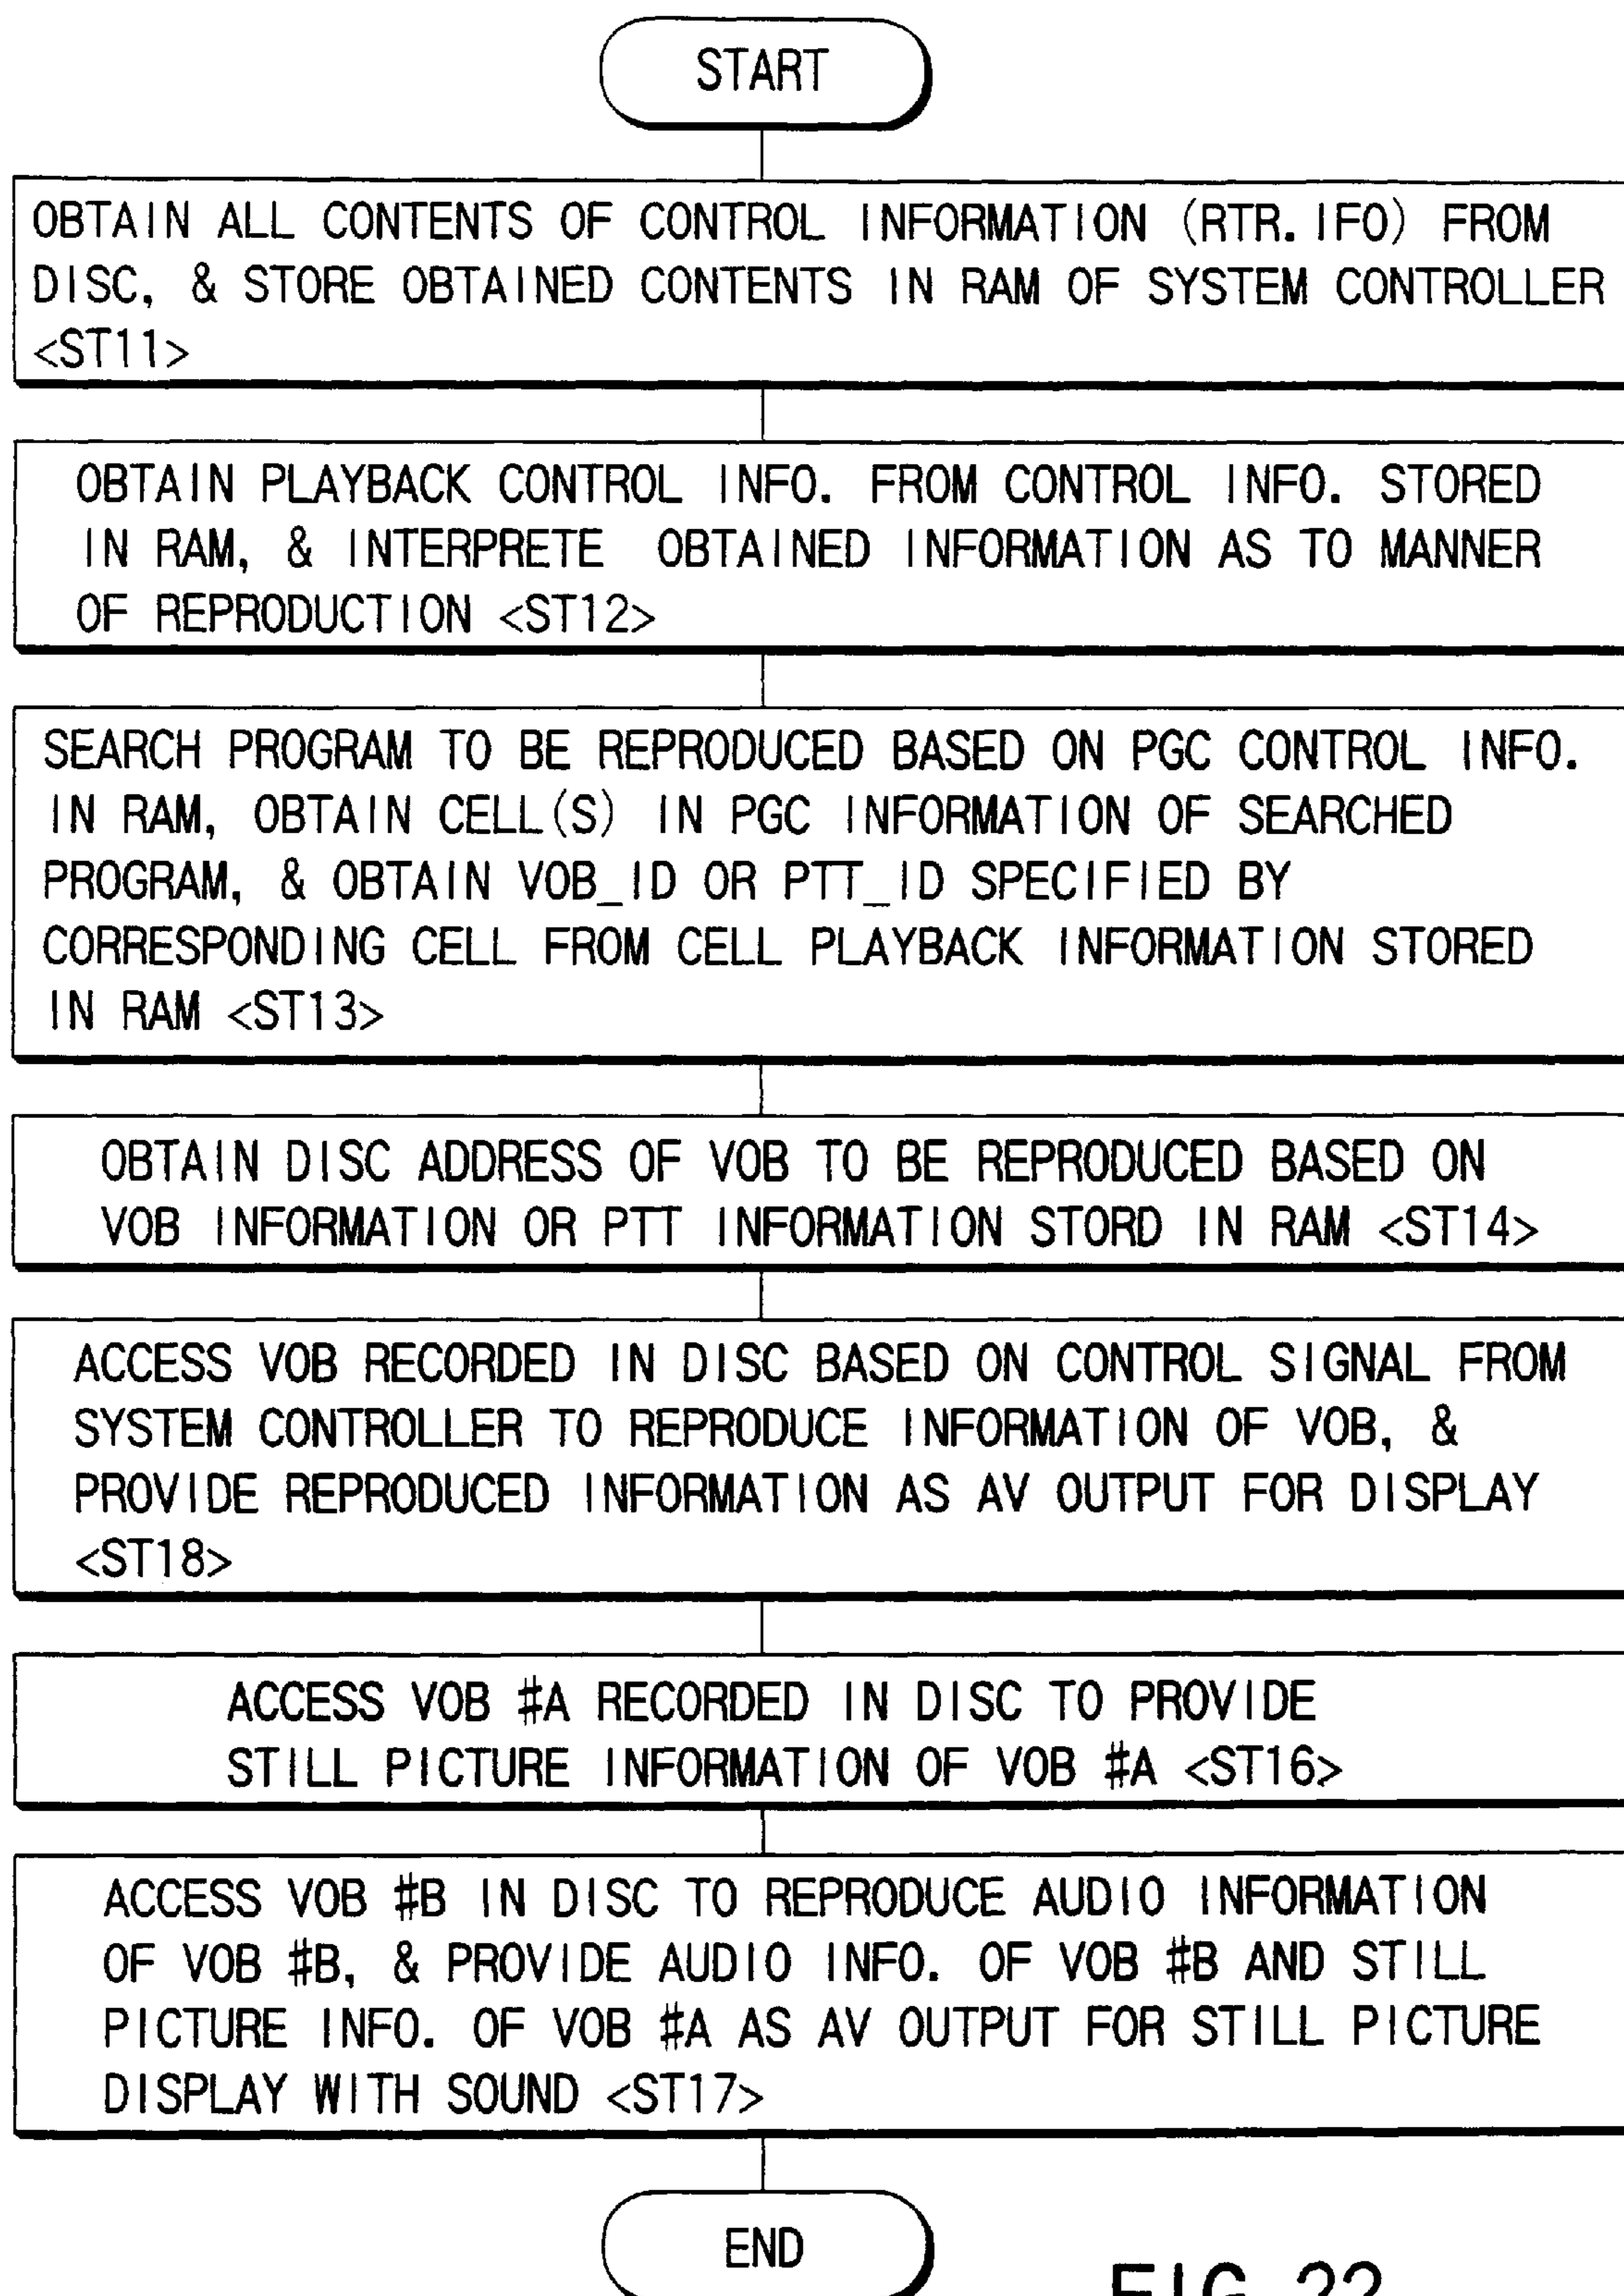 START
OBTAIN ALL CONTENTS OF CONTROL INFORMATION (RTR.IFO) FROM
DISC, & STORE OBTAINED CONTENTS IN RAM OF SYSTEM CONTROLLER
<ST11>
OBTAIN PLAYBACK CONTROL INFO. FROM CONTROL INFO. STORED
IN RAM, & INTERPRETE OBTAINED INFORMATION AS TO MANNER
OF REPRODUCTION <ST12>
SEARCH PROGRAM TO BE REPRODUCED BASED ON PGC CONTROL INFO.
IN RAM, OBTAIN CELL(S) IN PGC INFORMATION OF SEARCHED
PROGRAM, & OBTAIN VOB_ID OR PTT_ID SPECIFIED BY
CORRESPONDING CELL FROM CELL PLAYBACK INFORMATION STORED
IN RAM <ST13>
OBTAIN DISC ADDRESS OF VOB TO BE REPRODUCED BASED ON
VOB INFORMATION OR PTT INFORMATION STORD IN RAM <ST14>
ACCESS VOB RECORDED IN DISC BASED ON CONTROL SIGNAL FROM
SYSTEM CONTROLLER TO REPRODUCE INFORMATION OF VOB, &
PROVIDE REPRODUCED INFORMATION AS AV OUTPUT FOR DISPLAY
<ST18>
ACCESS VOB #A RECORDED IN DISC TO PROVIDE
STILL PICTURE INFORMATION OF VOB #A <ST16>
ACCESS VOB #B IN DISC TO REPRODUCE AUDIO INFORMATION
OF VOB #B, & PROVIDE AUDIO INFO. OF VOB #B AND STILL
PICTURE INFO. OF VOB #A AS AV OUTPUT FOR STILL PICTURE
DISPLAY WITH SOUND <ST17>
END
FIG. 22